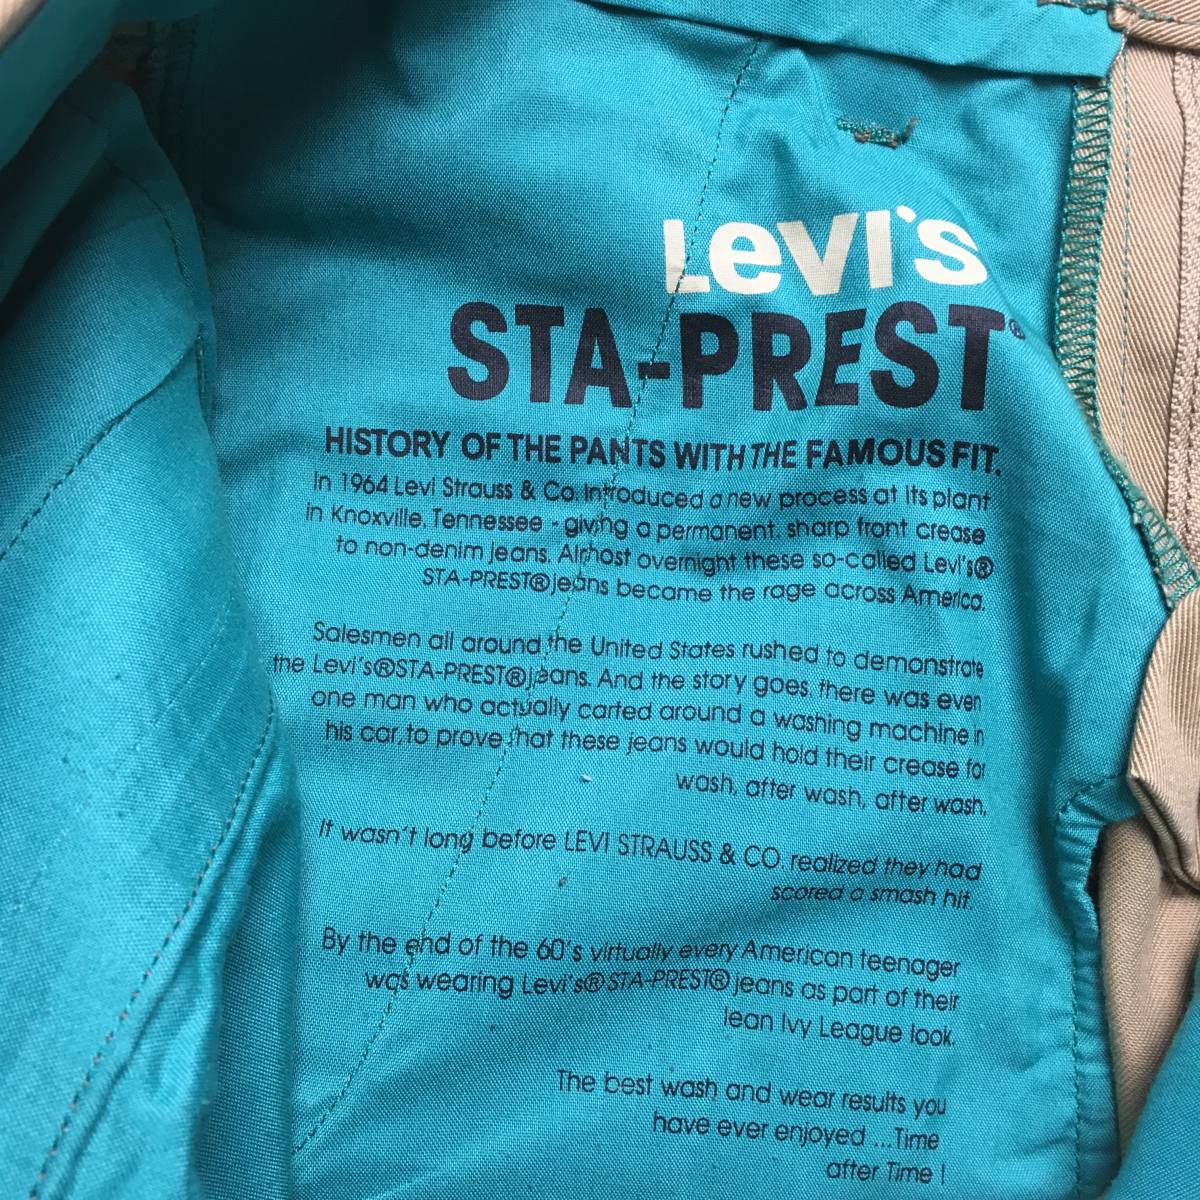 Levi's
STA-PREST®
HISTORY OF THE PANTS WITH THE FAMOUS FIT.
In 1964 Levi Strauss & Co. introduced a new process at its plant
in Knoxville, Tennessee - giving a permanent, sharp front crease
to non-denim jeans. Almost overnight these so-called Levi's®
STA-PREST® jeans became the rage across America.
Salesmen all around the United States rushed to demonstrate
the Levi's® STA-PREST® jeans. And the story goes, there was even
one man who actually carted around a washing machine in
his car, to prove that these jeans would hold their crease for
wash, after wash, after wash.
It wasn't long before LEVI STRAUSS & CO. realized they had
scored a smash hit.
By the end of the 60's virtually every American teenager
was wearing Levi's® STA-PREST® jeans as part of their
lean Ivy League look.
The best wash and wear results you
have ever enjoyed ...Time
after Time !